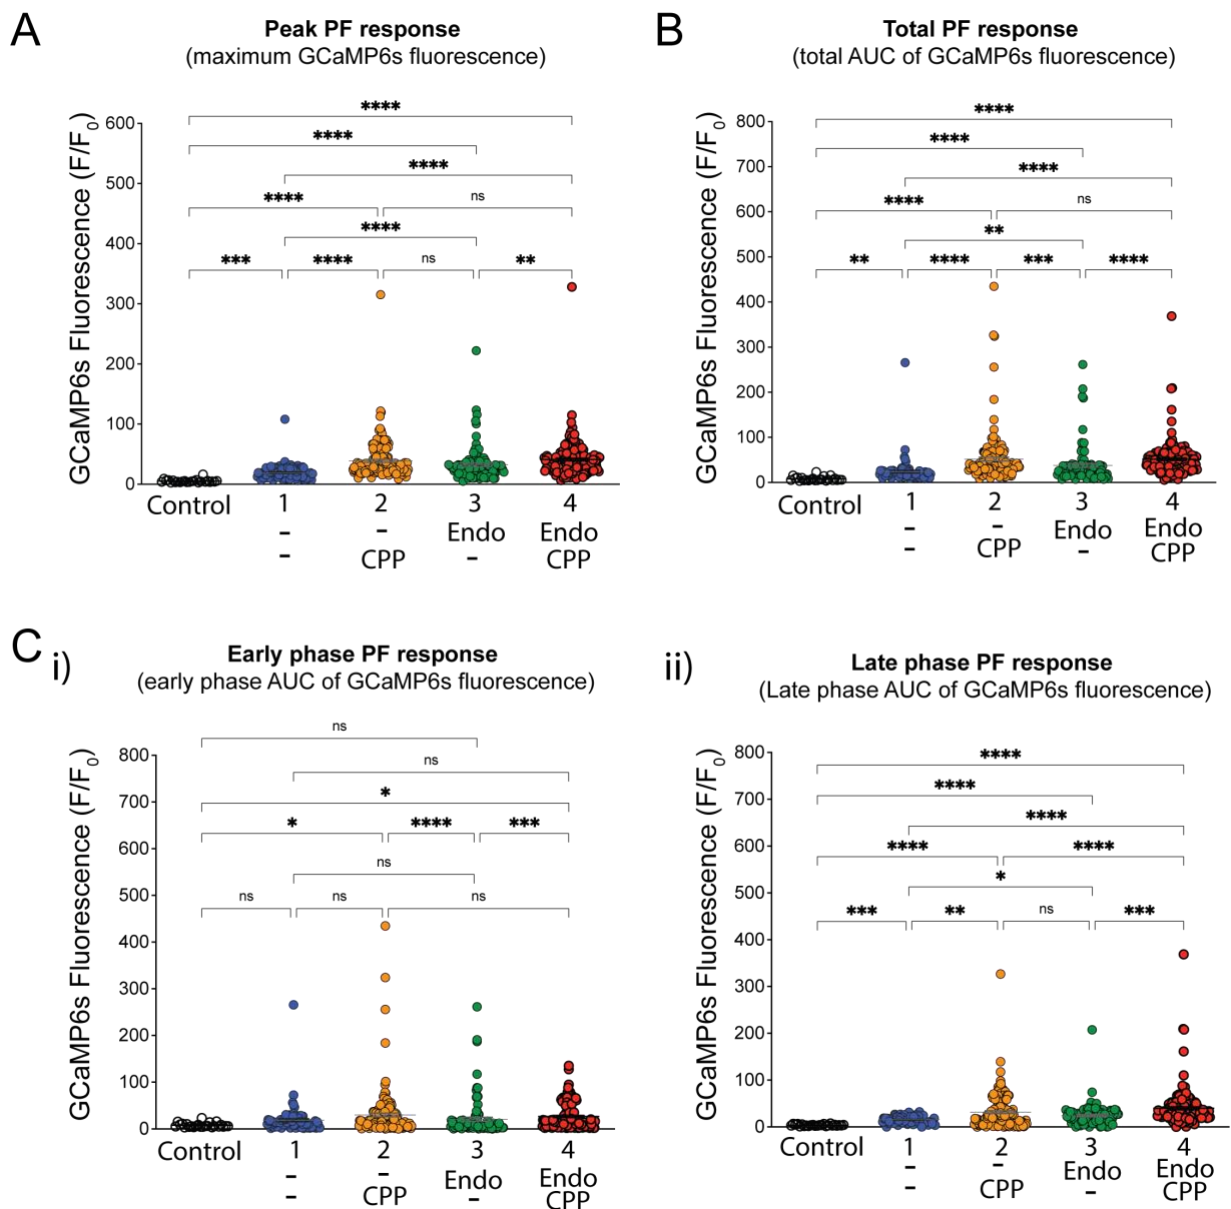 A
Peak PF response
(maximum GCaMP6s fluorescence)
GCaMP6s Fluorescence (F/F0)
600
500
400
300
200
100
0
****
****
****
**** ns
****
*** **** ns **
Control 1 2 3 4
- - Endo Endo
- CPP - CPP
B
Total PF response
(total AUC of GCaMP6s fluorescence)
GCaMP6s Fluorescence (F/F0)
800
700
600
500
400
300
200
100
0
****
****
****
**** ns
**
** **** *** ****
Control 1 2 3 4
- - Endo Endo
- CPP - CPP
C
i)
Early phase PF response
(early phase AUC of GCaMP6s fluorescence)
GCaMP6s Fluorescence (F/F0)
800
700
600
500
400
300
200
100
0
ns
ns
*
* **** ***
ns
ns ns ns
Control 1 2 3 4
- - Endo Endo
- CPP - CPP
ii)
Late phase PF response
(Late phase AUC of GCaMP6s fluorescence)
GCaMP6s Fluorescence (F/F0)
800
700
600
500
400
300
200
100
0
****
****
****
**** ****
*
*** ** ns ***
Control 1 2 3 4
- - Endo Endo
- CPP - CPP